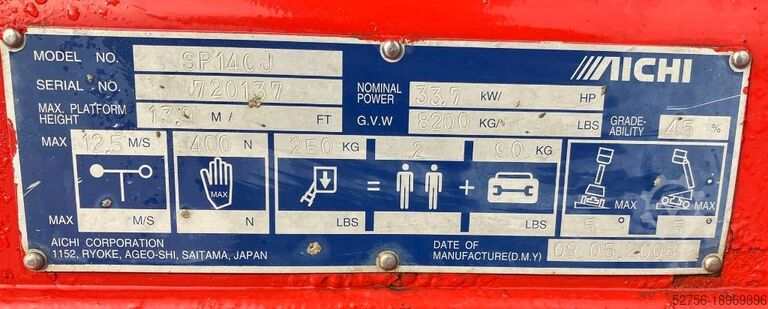 MODEL NO. SP14CJ AICHI
SERIAL NO. 720137 NOMINAL POWER 33.7 kW/ HP
MAX. PLATFORM HEIGHT 13.9 M / FT G.V.W 8200 KG/ LBS GRADE-ABILITY 45 %
MAX 12.5 M/S 400 N 250 KG 2 90 KG
MAX = + MAX MAX
MAX M/S N LBS LBS 5 ° 5 °
AICHI CORPORATION
1152, RYOKE, AGEO-SHI, SAITAMA, JAPAN
DATE OF MANUFACTURE(D.M.Y) 09.05.2008
52756-18969896